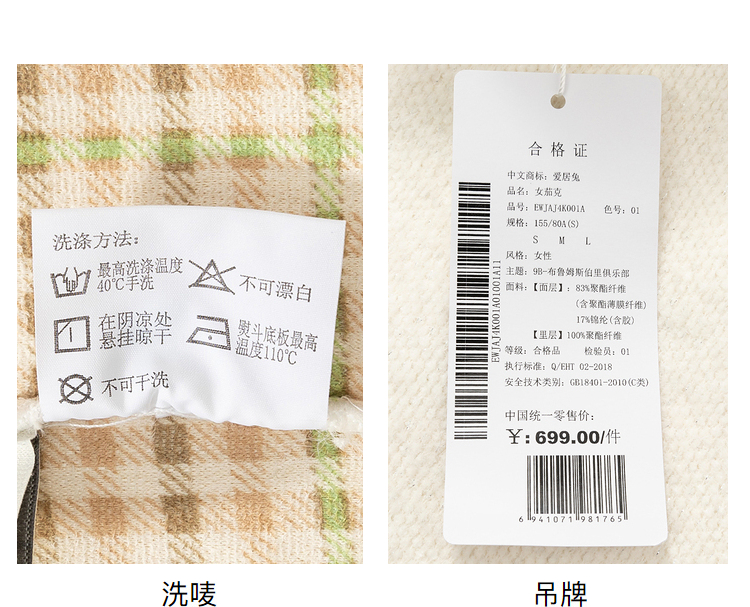 洗涤方法：
最高洗涤温度
40℃手洗
不可漂白
在阴凉处
悬挂晾干
熨斗底板最高
温度110℃
不可干洗
合格证
中文商标：爱居兔
品名：女茄克
品号：EWJAJ4K001A 色号：01
规格：155/80A(S)
S M L
风格：女性
主题：9B-布鲁姆斯伯里俱乐部
面料：【面层】：83%聚酯纤维
(含聚酯薄膜纤维)
17%锦纶(含胶)
【里层】100%聚酯纤维
等级：合格品 检验员：01
执行标准：Q/EHT 02-2018
安全技术类别：GB18401-2010(C类)
中国统一零售价：
¥：699.00/件
6 941071 981765
EWJAJ4K001A01001A11
洗唛
吊牌